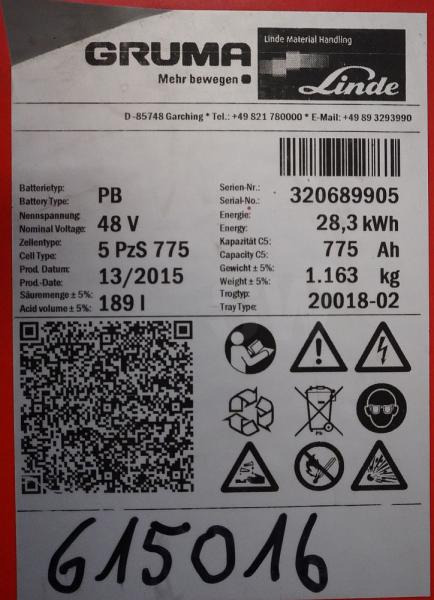 GRUMA
Mehr bewegen
Linde Material Handling
Linde
D-85748 Garching * Tel.: +49 821 780000 * E-Mail: +49 893293990
Batterietyp:
Battery Type: PB
Serien-Nr.:
Serial-No.: 320689905
Nennspannung:
Nominal Voltage: 48 V
Energie:
Energy: 28,3 kWh
Zellentype:
Cell Type: 5 PzS 775
Kapazität C5:
Capacity C5: 775 Ah
Prod. Datum:
Prod.-Date: 13/2015
Gewicht ± 5%:
Weight ± 5%: 1.163 kg
Säuremenge ± 5%:
Acid volume ± 5%: 189 l
Trogtyp:
Tray Type: 20018-02
Pb
G15016